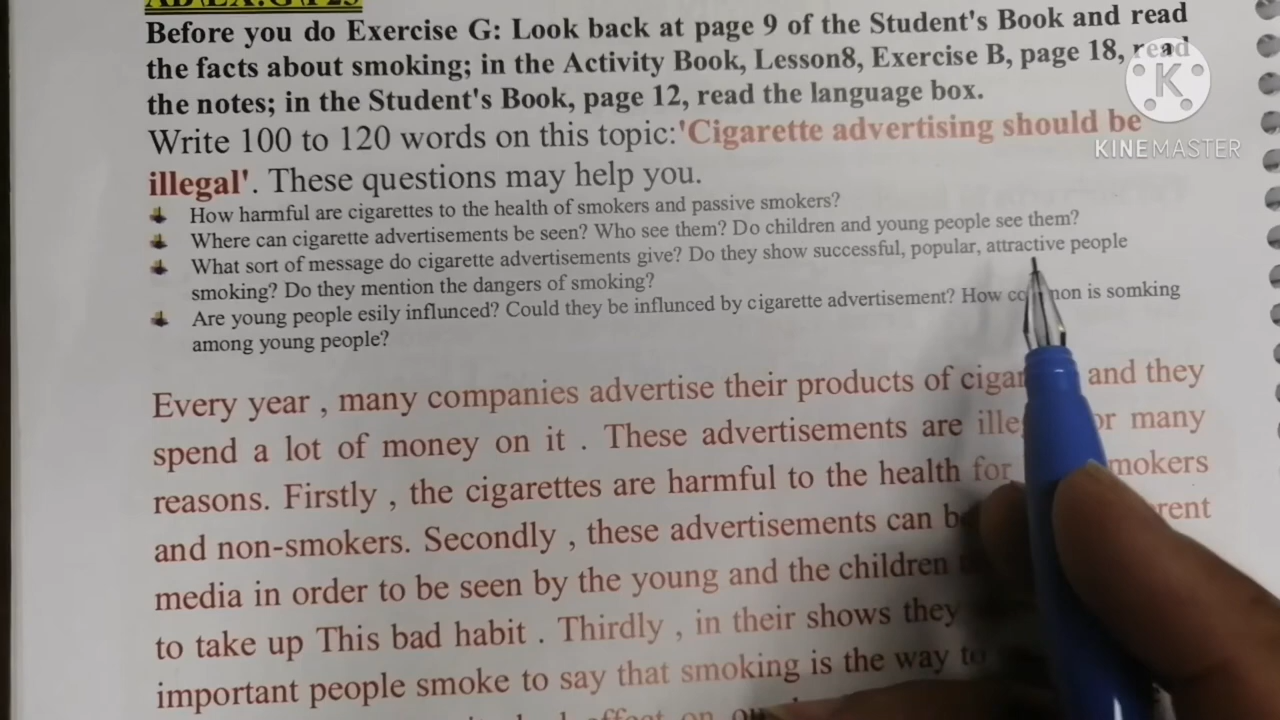 Before you do Exercise G: Look back at page 9 of the Student's Book and read
the facts about smoking; in the Activity Book, Lesson8, Exercise B, page 18, read
the notes; in the Student's Book, page 12, read the language box.
Write 100 to 120 words on this topic:'Cigarette advertising should be
illegal'. These questions may help you.
How harmful are cigarettes to the health of smokers and passive smokers?
Where can cigarette advertisements be seen? Who see them? Do children and young people see them?
What sort of message do cigarette advertisements give? Do they show successful, popular, attractive people
smoking? Do they mention the dangers of smoking?
Are young people esily influnced? Could they be influnced by cigarette advertisement? How is somking
among young people?
Every year , many companies advertise their products of and they
spend a lot of money on it . These advertisements are many
reasons. Firstly , the cigarettes are harmful to the health for
and non-smokers. Secondly , these advertisements can
media in order to be seen by the young and the children
to take up This bad habit . Thirdly , in their shows they
important people smoke to say that smoking is the way to
K
KINEMASTER